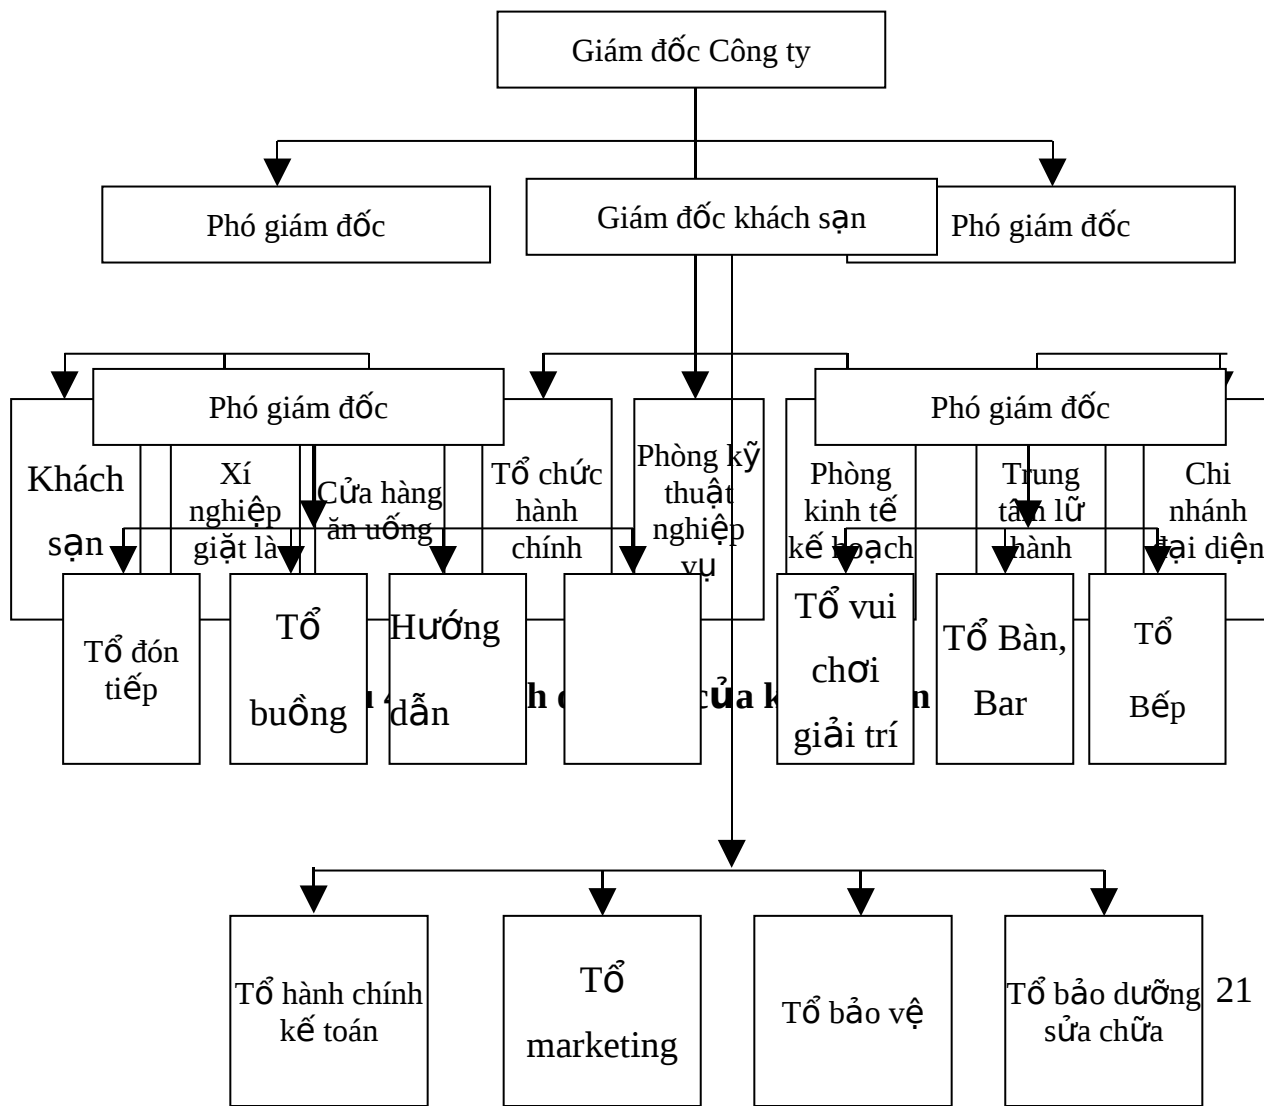 Giám đốc Công ty
Phó giám đốc
Giám đốc khách sạn
Phó giám đốc
Phó giám đốc
Phó giám đốc
Khách
sạn
Xí
nghiệp
giặt là
Cửa hàng
ăn uống
Tổ chức
hành
chính
Phòng kỹ
thuật
nghiệp
vụ
Phòng
kinh tế
kế hoạch
Trung
tâm lữ
hành
Chi
nhánh
đại diện
Tổ đón
tiếp
Tổ
buồng
Hướng
dẫn
Tổ vui
chơi
giải trí
Tổ Bàn,
Bar
Tổ
Bếp
của
Tổ hành chính
kế toán
Tổ
marketing
Tổ bảo vệ
Tổ bảo dưỡng
sửa chữa
21